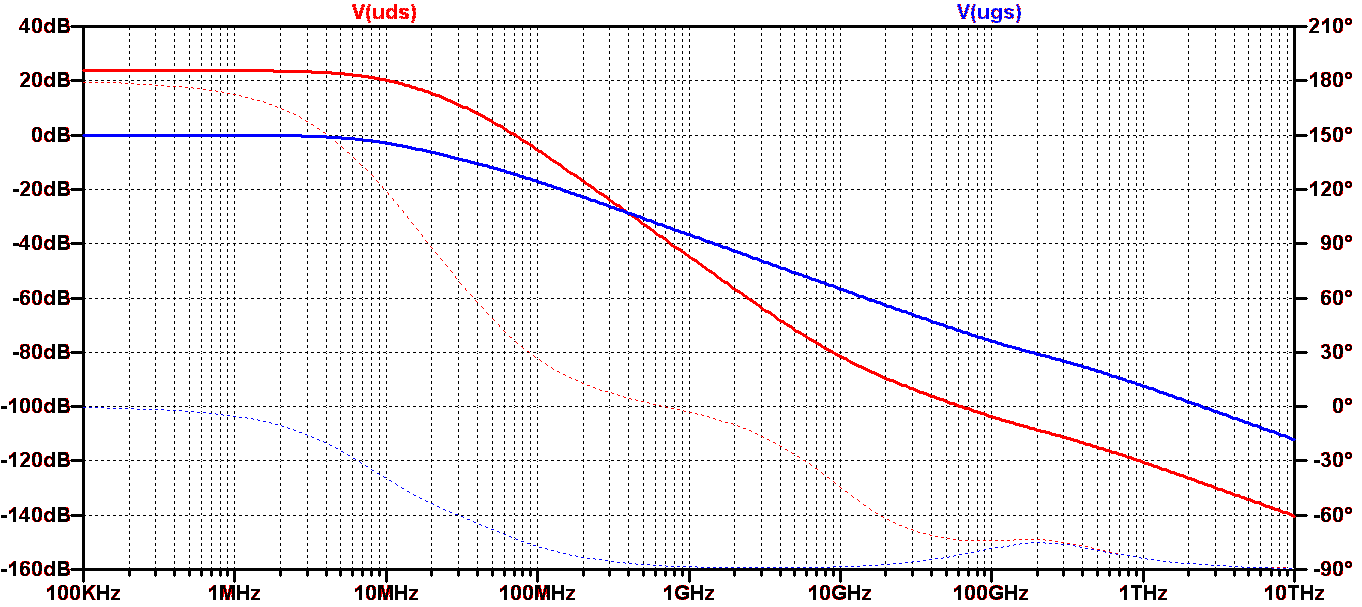 V(uds) V(ugs)
40dB 210°
20dB 180°
0dB 150°
-20dB 120°
-40dB 90°
-60dB 60°
-80dB 30°
-100dB 0°
-120dB -30°
-140dB -60°
-160dB -90°
100KHz 1MHz 10MHz 100MHz 1GHz 10GHz 100GHz 1THz 10THz